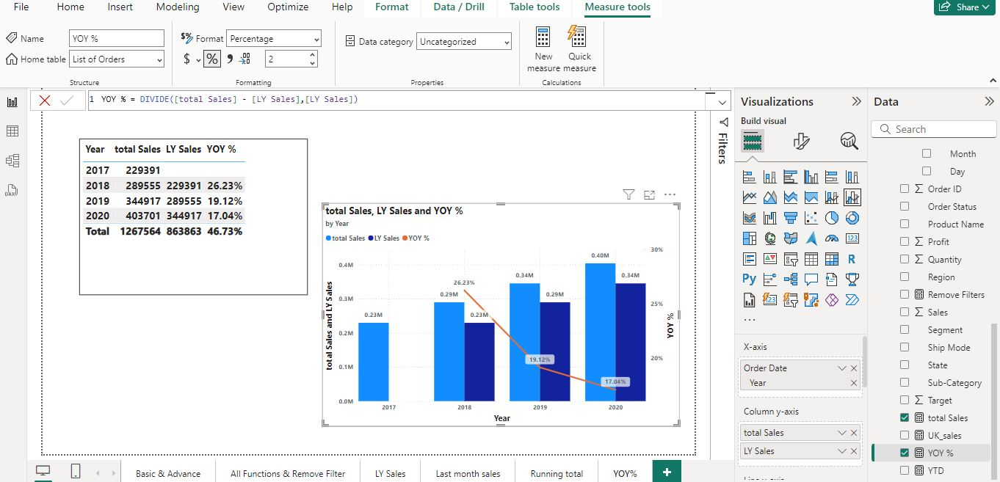 File Home Insert Modeling View Optimize Help Format Data / Drill Table tools Measure tools Share
Name YOY %
Home table List of Orders
Structure
$% Format Percentage
$ % 2
Formatting
Data category Uncategorized
Properties
New measure
Quick measure
Calculations
1 YOY % = DIVIDE([total Sales] - [LY Sales],[LY Sales])
Year total Sales LY Sales YOY %
2017 229391
2018 289555 229391 26.23%
2019 344917 289555 19.12%
2020 403701 344917 17.04%
Total 1267564 863863 46.73%
total Sales, LY Sales and YOY %
by Year
total Sales LY Sales YOY %
total Sales and LY Sales
0.4M
0.3M
0.2M
0.1M
0.0M
0.23M
0.29M
0.23M
0.34M
0.29M
0.40M
0.34M
26.23%
19.12%
17.04%
30%
25%
20%
YOY %
2017 2018 2019 2020
Year
Filters
Visualizations
Build visual
123
R
Py
123
X-axis
Order Date
Year
Column y-axis
total Sales
LY Sales
Data
Search
Month
Day
Order ID
Order Status
Product Name
Profit
Quantity
Region
Remove Filters
Sales
Segment
Ship Mode
State
Sub-Category
Target
total Sales
UK_sales
YOY %
YTD
Basic & Advance All Functions & Remove Filter LY Sales Last month sales Running total YOY% +
DAX